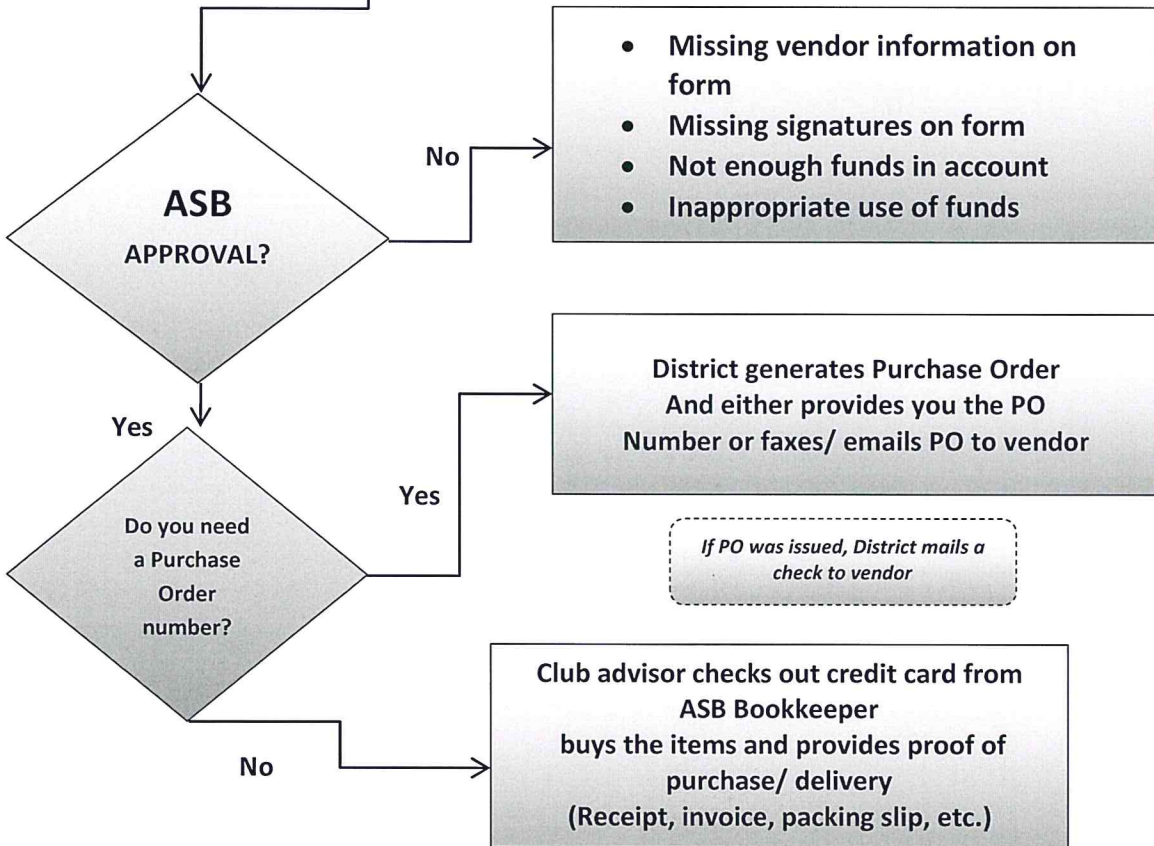 • Missing vendor information on
form
• Missing signatures on form
• Not enough funds in account
• Inappropriate use of funds
No
ASB
APPROVAL?
Yes
District generates Purchase Order
And either provides you the PO
Number or faxes/ emails PO to vendor
Yes
Do you need
a Purchase
Order
number?
If PO was issued, District mails a
check to vendor
No
Club advisor checks out credit card from
ASB Bookkeeper
buys the items and provides proof of
purchase/ delivery
(Receipt, invoice, packing slip, etc.)